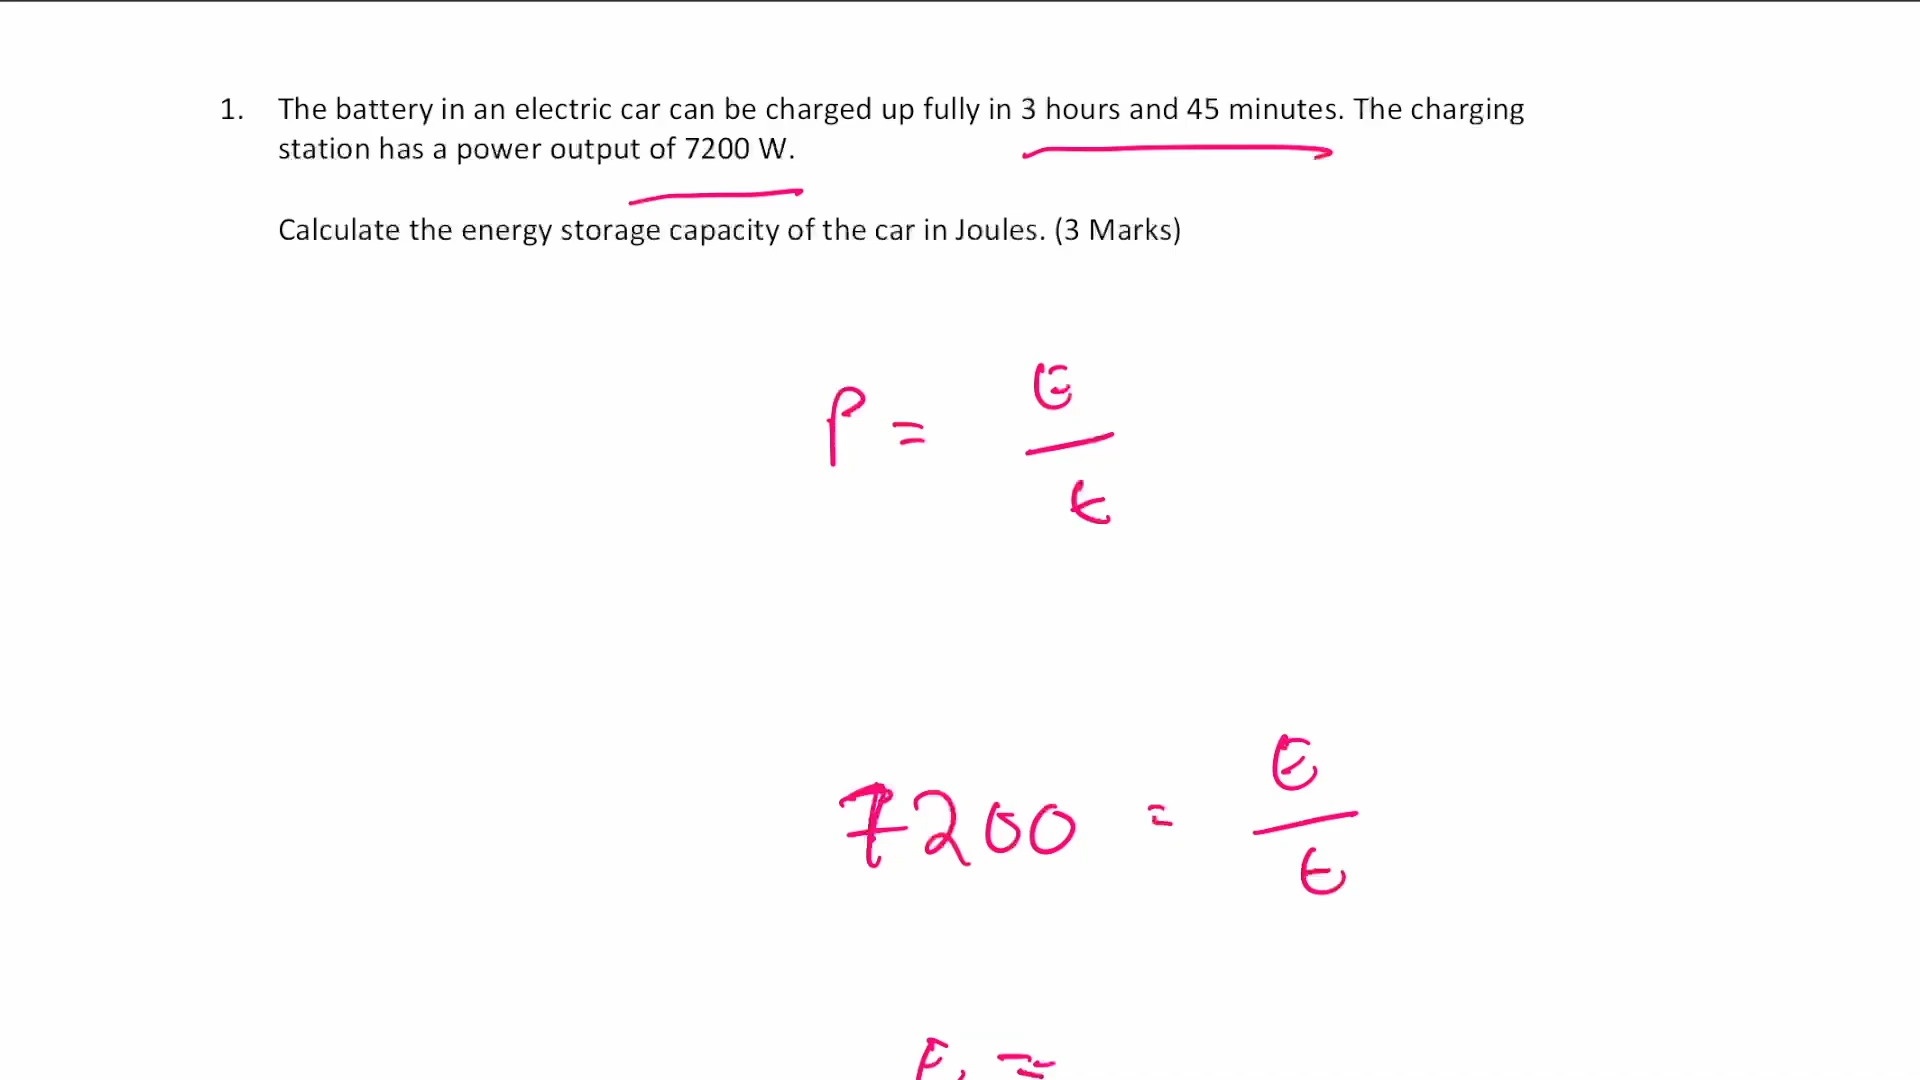 1. The battery in an electric car can be charged up fully in 3 hours and 45 minutes. The charging
station has a power output of 7200 W.
Calculate the energy storage capacity of the car in Joules. (3 Marks)
P = E
t
7200 = E
t
E =